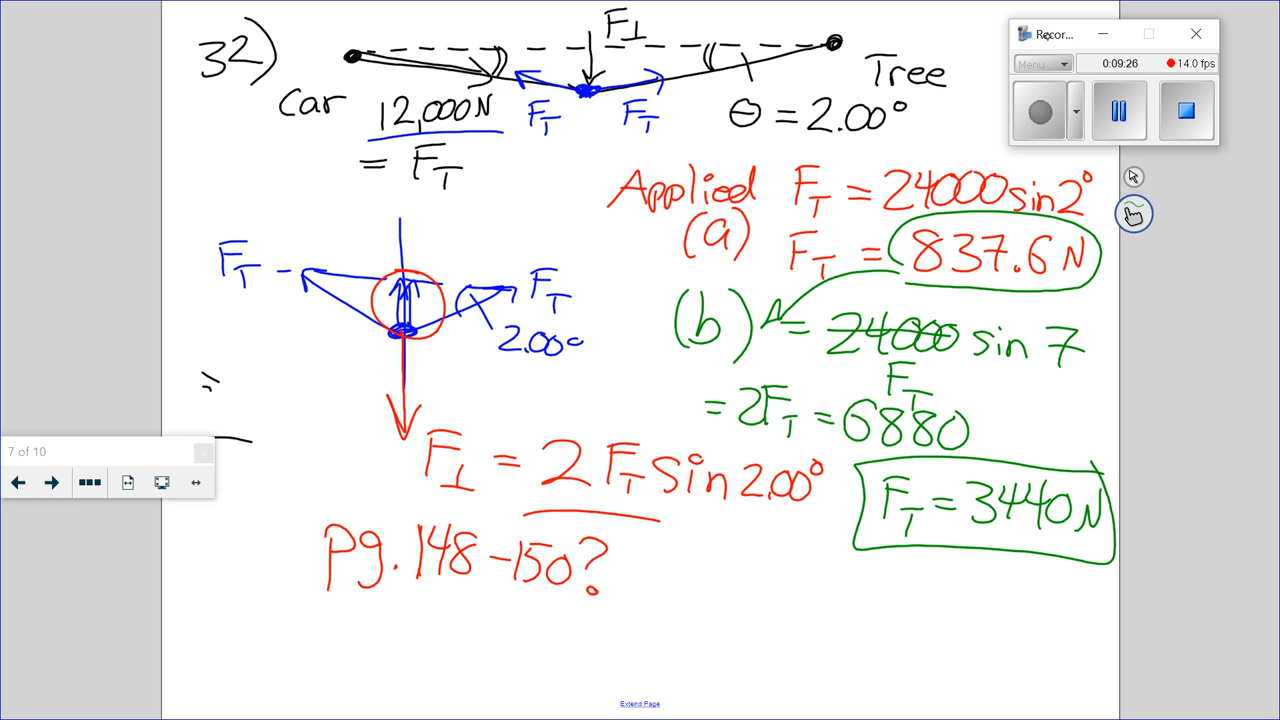 32)
F⊥
Car
12,000N
= F_T
F_T
F_T
Tree
θ = 2.00°
Recor...
Menu
0:09:26
14.0 fps
Applied F_T = 24000 sin 2°
(a) F_T = 837.6 N
F_T
F_T
2.00°
(b) = 24000 sin 7
F_T
= 2F_T = 6880
F_T = 3440 N
=
7 of 10
F⊥ = 2 F_T sin 2.00°
pg. 148-150?
Extend Page